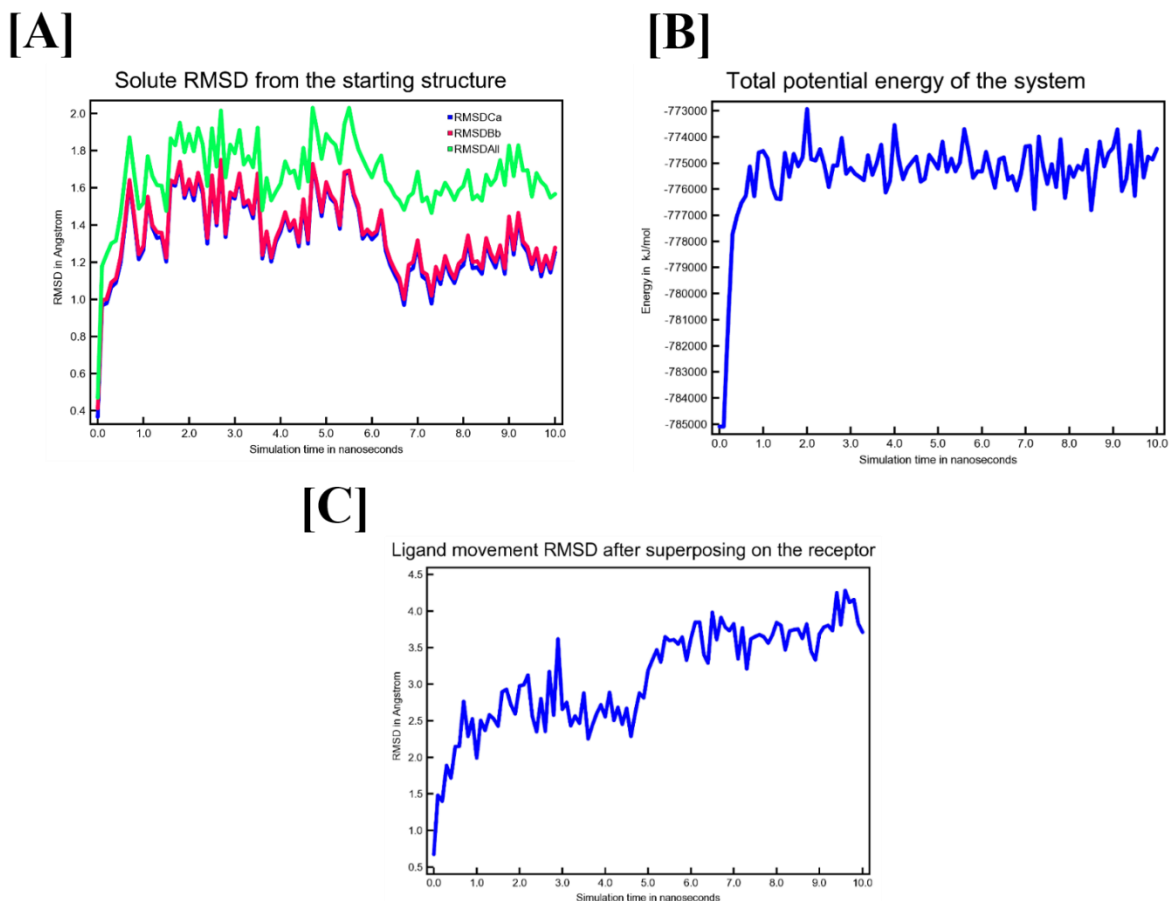 [A]
Solute RMSD from the starting structure
RMSDCa
RMSDBb
RMSDAll
RMSD in Angstrom
2.0
1.8
1.6
1.4
1.2
1.0
0.8
0.6
0.4
0.0 1.0 2.0 3.0 4.0 5.0 6.0 7.0 8.0 9.0 10.0
Simulation time in nanoseconds
[B]
Total potential energy of the system
Energy in kJ/mol
-773000
-774000
-775000
-776000
-777000
-778000
-779000
-780000
-781000
-782000
-783000
-784000
-785000
0.0 1.0 2.0 3.0 4.0 5.0 6.0 7.0 8.0 9.0 10.0
Simulation time in nanoseconds
[C]
Ligand movement RMSD after superposing on the receptor
RMSD in Angstrom
4.5
4.0
3.5
3.0
2.5
2.0
1.5
1.0
0.5
0.0 1.0 2.0 3.0 4.0 5.0 6.0 7.0 8.0 9.0 10.0
Simulation time in nanoseconds